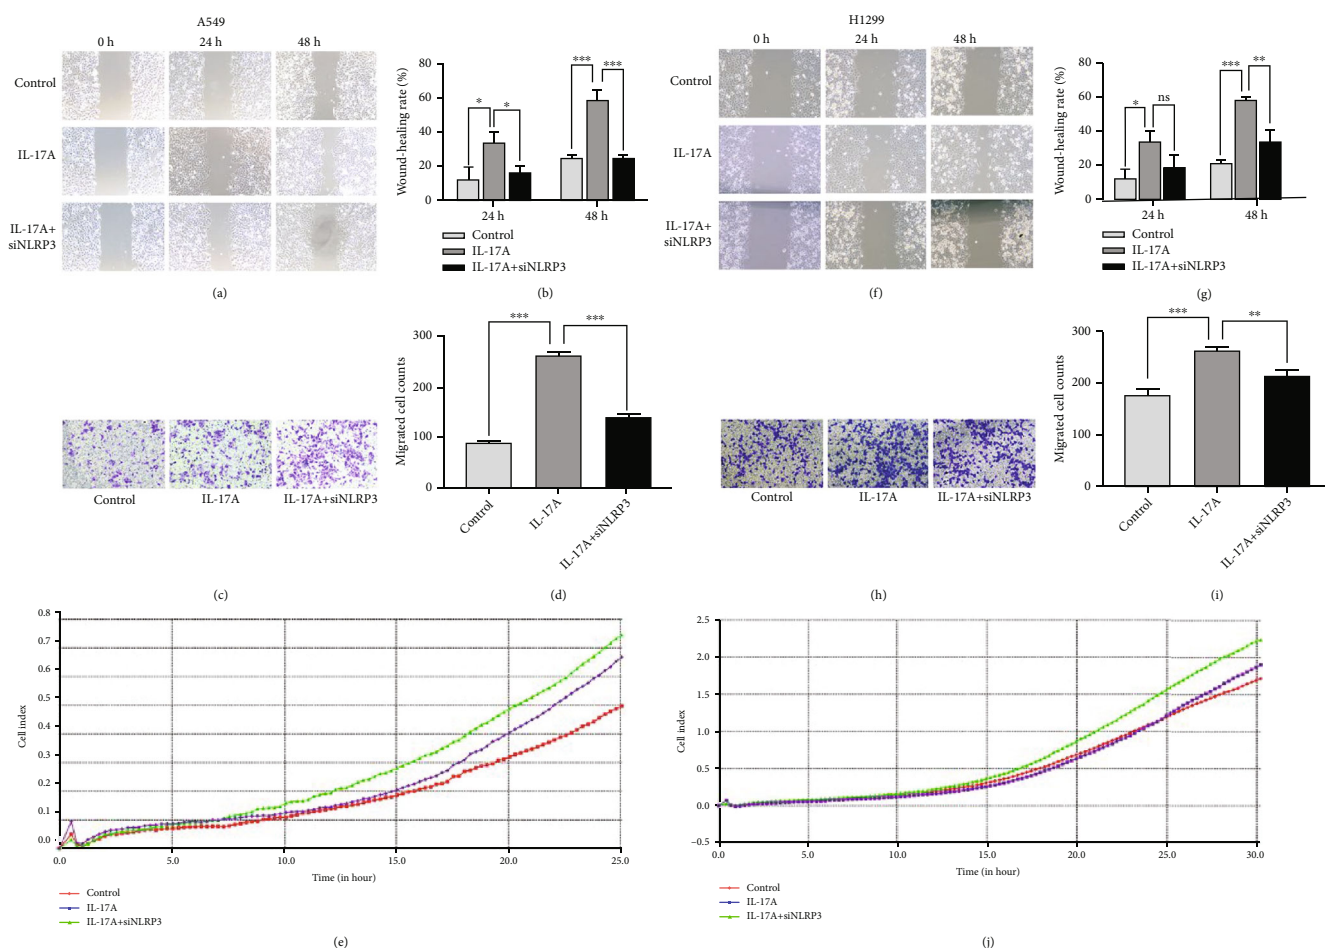 A549
0 h 24 h 48 h
Control
IL-17A
IL-17A+
siNLRP3
(a)
Wound-healing rate (%)
80
60
40
20
0
* * *** ***
24 h 48 h
Control
IL-17A
IL-17A+siNLRP3
(b)
H1299
0 h 24 h 48 h
Control
IL-17A
IL-17A+
siNLRP3
(f)
Wound-healing rate (%)
80
60
40
20
0
* ns *** **
24 h 48 h
Control
IL-17A
IL-17A+siNLRP3
(g)
Control IL-17A IL-17A+siNLRP3
(c)
Migrated cell counts
300
200
100
0
*** ***
Control
IL-17A
IL-17A+siNLRP3
(d)
Control IL-17A IL-17A+siNLRP3
(h)
Migrated cell counts
300
200
100
0
*** **
Control
IL-17A
IL-17A+siNLRP3
(i)
Cell index
0.8
0.7
0.6
0.5
0.4
0.3
0.2
0.1
0.0
0.0 5.0 10.0 15.0 20.0 25.0
Time (in hour)
Control
IL-17A
IL-17A+siNLRP3
(e)
Cell index
2.5
2.0
1.5
1.0
0.5
0.0
–0.5
0.0 5.0 10.0 15.0 20.0 25.0 30.0
Time (in hour)
Control
IL-17A
IL-17A+siNLRP3
(j)